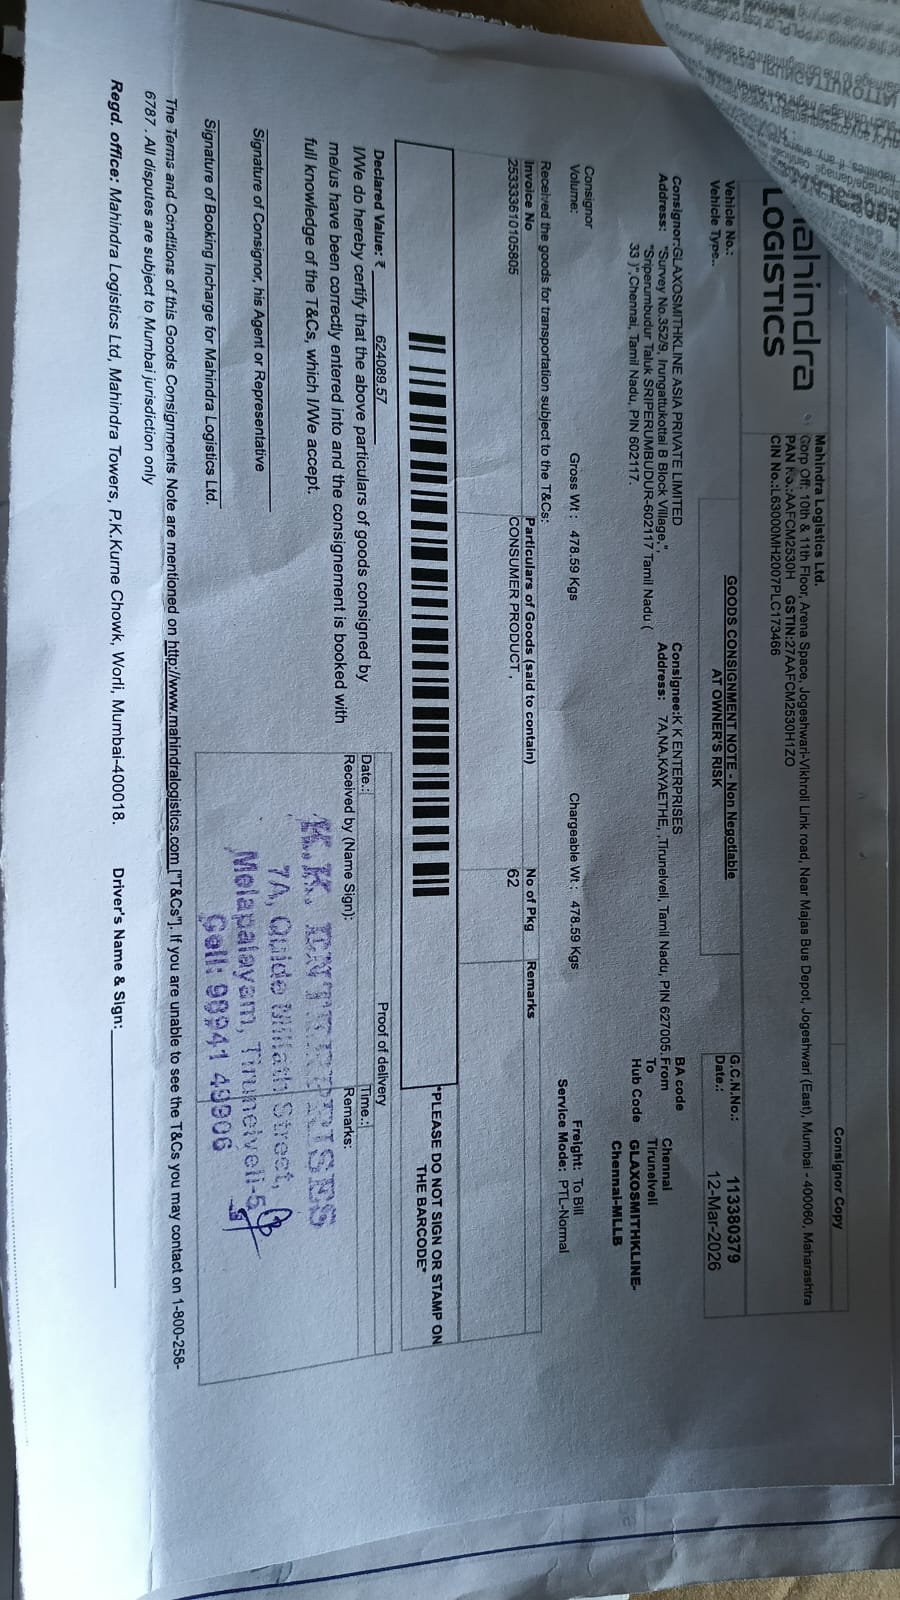 Consignor Copy
ahindra
LOGISTICS
Mahindra Logistics Ltd.
Corp Off: 10th & 11th Floor, Arena Space, Jogeshwari-Vikhroli Link road, Near Majas Bus Depot, Jogeshwari (East), Mumbai - 400060, Maharashtra
PAN No.:AAFCM2530H GSTIN:27AAFCM2530H1ZO
CIN No.:L63000MH2007PLC173466
Vehicle No.:
Vehicle Type.:
GOODS CONSIGNMENT NOTE - Non Negotiable
AT OWNER'S RISK
G.C.N.No.: 113380379
Date.: 12-Mar-2026
Consignor:GLAXOSMITHKLINE ASIA PRIVATE LIMITED
Address: "Survey No.352/9, Irungattukottai B Block Village,",
"Sriperumbudur Taluk SRIPERUMBUDUR-602117 Tamil Nadu (
33 )",Chennai, Tamil Nadu, PIN 602117.
Consignee:K K ENTERPRISES
Address: 7A,NA,KAYAETHE, ,Tirunelveli, Tamil Nadu, PIN 627005.
BA code
From Chennai
To Tirunelveli
Hub Code GLAXOSMITHKLINE-
Chennai-MLLB
Consignor
Volume:
Gross Wt : 478.59 Kgs
Chargeable Wt : 478.59 Kgs
Freight: To Bill
Service Mode: PTL-Normal
Received the goods for transportation subject to the T&Cs:
Invoice No Particulars of Goods (said to contain) No of Pkg Remarks
25333610105805 CONSUMER PRODUCT , 62
*PLEASE DO NOT SIGN OR STAMP ON
THE BARCODE*
Declared Value: ₹ 624089.57
I/We do hereby certify that the above particulars of goods consigned by
me/us have been correctly entered into and the consignement is booked with
full knowledge of the T&Cs, which I/We accept.
Proof of delivery
Date.: Time.:
Received by (Name Sign): Remarks:
K.K. ENTERPRISES
7A, Quide Millath Street,
Melapalayam, Tirunelveli-5
Cell: 98941 49906
Signature of Consignor, his Agent or Representative
Signature of Booking Incharge for Mahindra Logistics Ltd.
The Terms and Conditions of this Goods Consignments Note are mentioned on http://www.mahindralogistics.com ["T&Cs"]. If you are unable to see the T&Cs you may contact on 1-800-258-
6787 . All disputes are subject to Mumbai jurisdiction only
Regd. office: Mahindra Logistics Ltd, Mahindra Towers, P.K.Kurne Chowk, Worli, Mumbai-400018. Driver's Name & Sign: